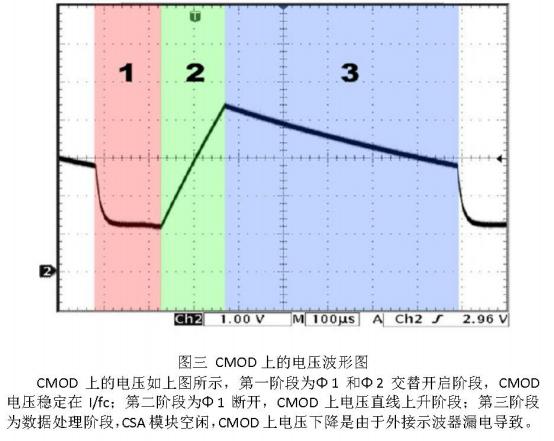 T
1 2 3
2
Ch2 1.00 V M 100µs A Ch2 ʃ 2.96 V
图三 CMOD 上的电压波形图
CMOD 上的电压如上图所示，第一阶段为Φ1 和Φ2 交替开启阶段，CMOD
电压稳定在 I/fc；第二阶段为Φ1 断开，CMOD 上电压直线上升阶段；第三阶段
为数据处理阶段，CSA 模块空闲，CMOD 上电压下降是由于外接示波器漏电导致。